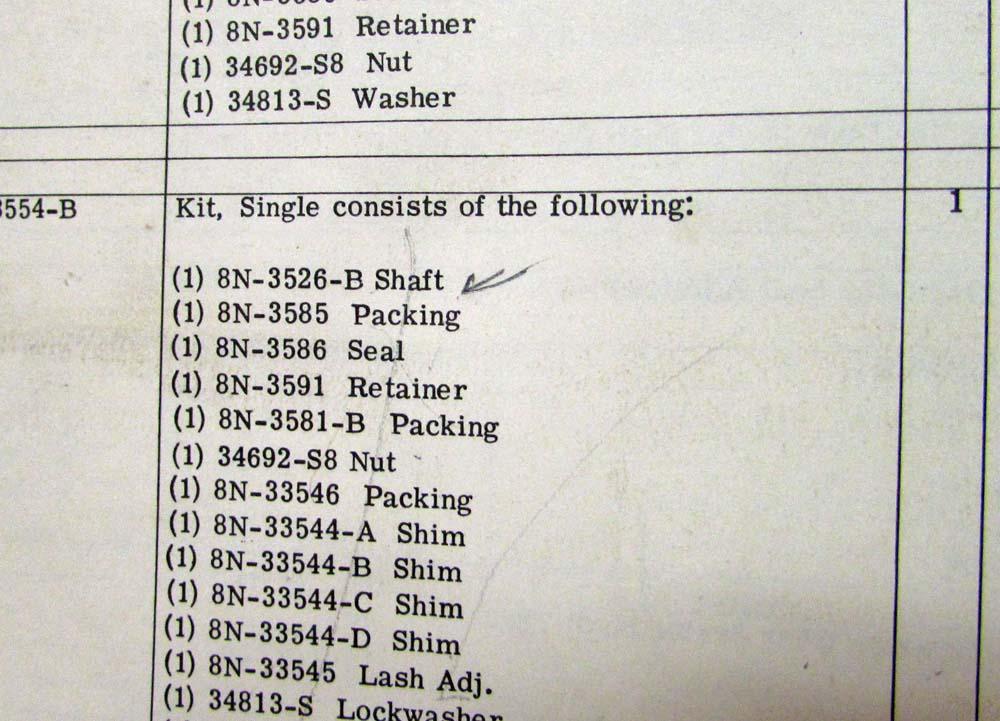 (1) 8N-3591 Retainer
(1) 34692-S8 Nut
(1) 34813-S Washer
3554-B Kit, Single consists of the following: 1
(1) 8N-3526-B Shaft
(1) 8N-3585 Packing
(1) 8N-3586 Seal
(1) 8N-3591 Retainer
(1) 8N-3581-B Packing
(1) 34692-S8 Nut
(1) 8N-33546 Packing
(1) 8N-33544-A Shim
(1) 8N-33544-B Shim
(1) 8N-33544-C Shim
(1) 8N-33544-D Shim
(1) 8N-33545 Lash Adj.
(1) 34813-S Lockwasher